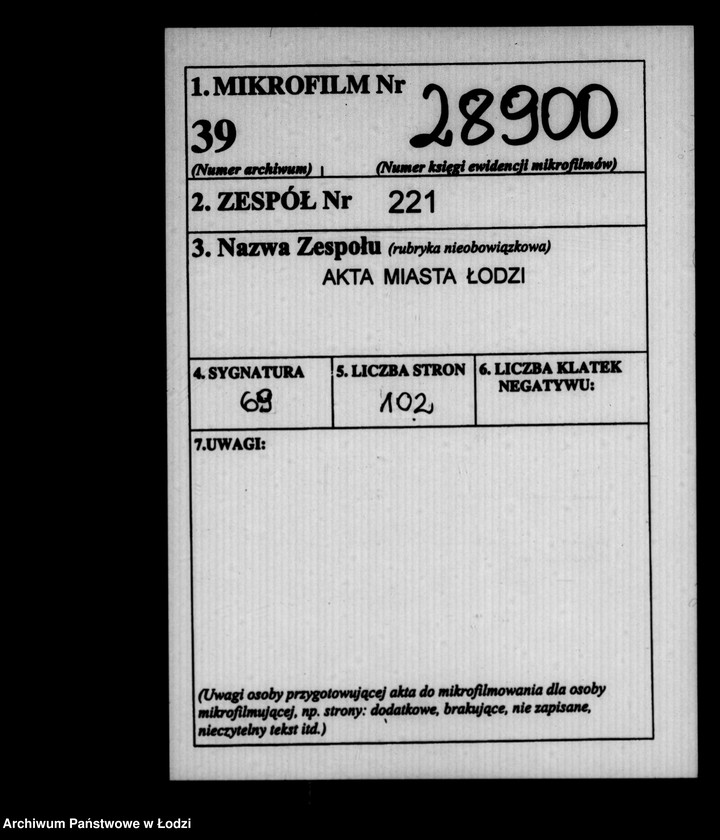 1. MIKROFILM Nr 28900
39
(Numer archiwum) (Numer księgi ewidencji mikrofilmów)
2. ZESPÓŁ Nr 221
3. Nazwa Zespołu (rubryka nieobowiązkowa)
AKTA MIASTA ŁODZI
4. SYGNATURA 5. LICZBA STRON 6. LICZBA KLATEK
NEGATYWU:
69 102
7. UWAGI:
(Uwagi osoby przygotowującej akta do mikrofilmowania dla osoby
mikrofilmującej, np. strony: dodatkowe, brakujące, nie zapisane,
nieczytelny tekst itd.)
Archiwum Państwowe w Łodzi